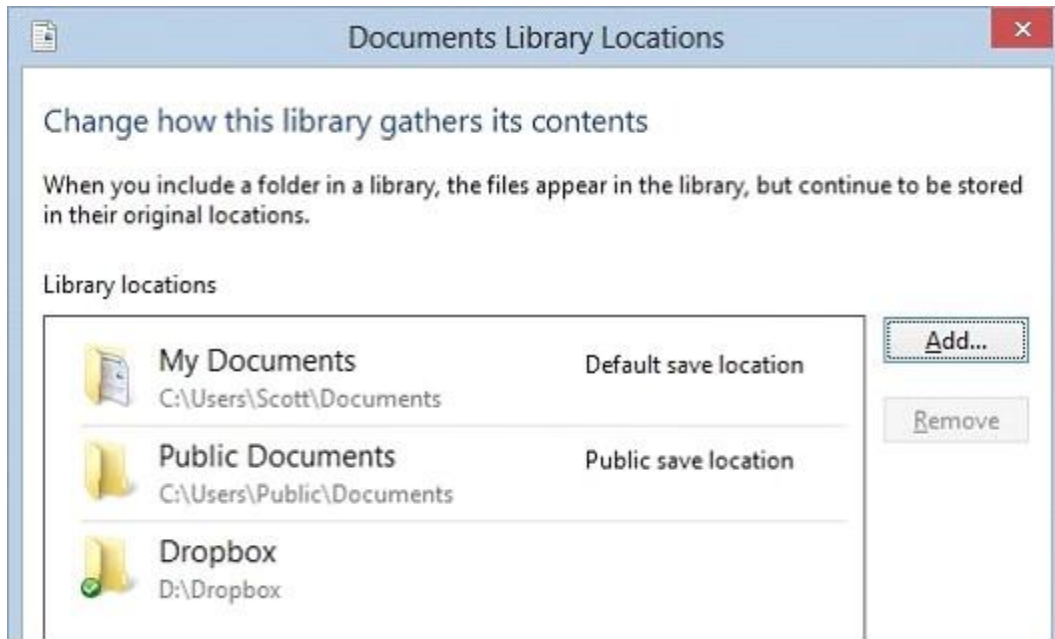 Documents Library Locations
Change how this library gathers its contents
When you include a folder in a library, the files appear in the library, but continue to be stored
in their original locations.
Library locations
My Documents
Default save location
C:\Users\Scott\Documents
Public Documents
Public save location
C:\Users\Public\Documents
Dropbox
D:\Dropbox
Add...
Remove